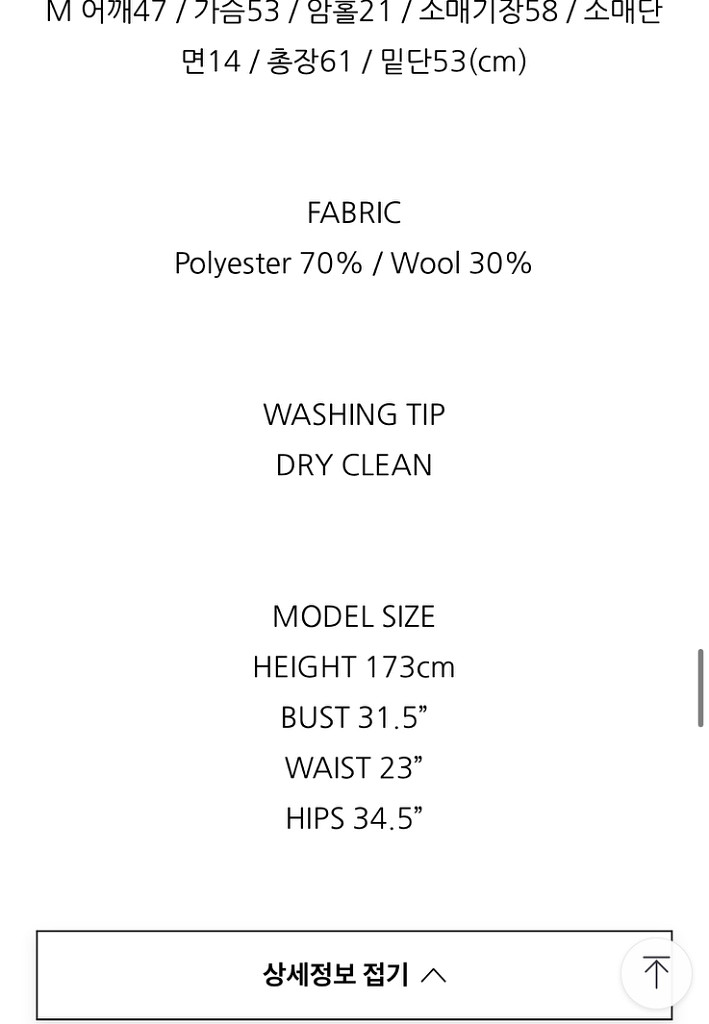 M 어깨47 / 가슴53 / 암홀21 / 소매기장58 / 소매단
면14 / 총장61 / 밑단53(cm)
FABRIC
Polyester 70% / Wool 30%
WASHING TIP
DRY CLEAN
MODEL SIZE
HEIGHT 173cm
BUST 31.5”
WAIST 23”
HIPS 34.5”
상세정보 접기